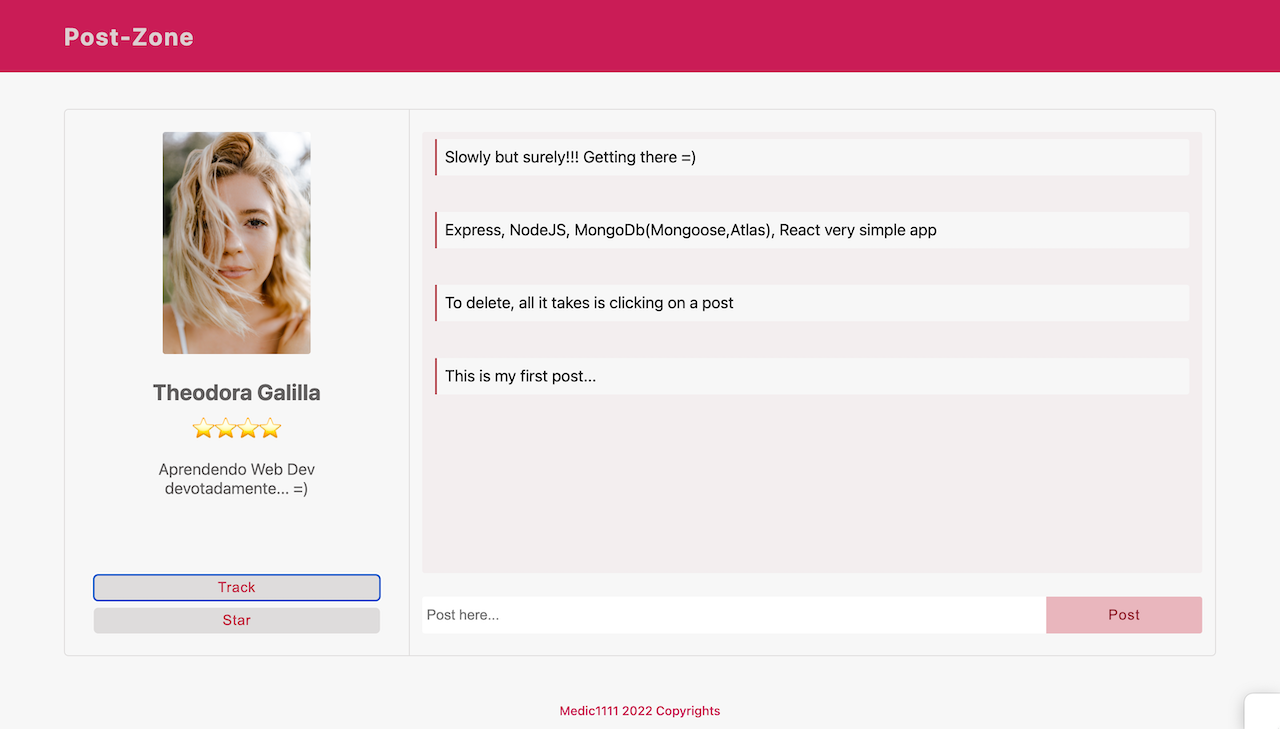 Post-Zone
Theodora Galilla
Aprendendo Web Dev
devotadamente... =)
Track
Star
Slowly but surely!!! Getting there =)
Express, NodeJS, MongoDb(Mongoose,Atlas), React very simple app
To delete, all it takes is clicking on a post
This is my first post...
Post here...
Post
Medic1111 2022 Copyrights